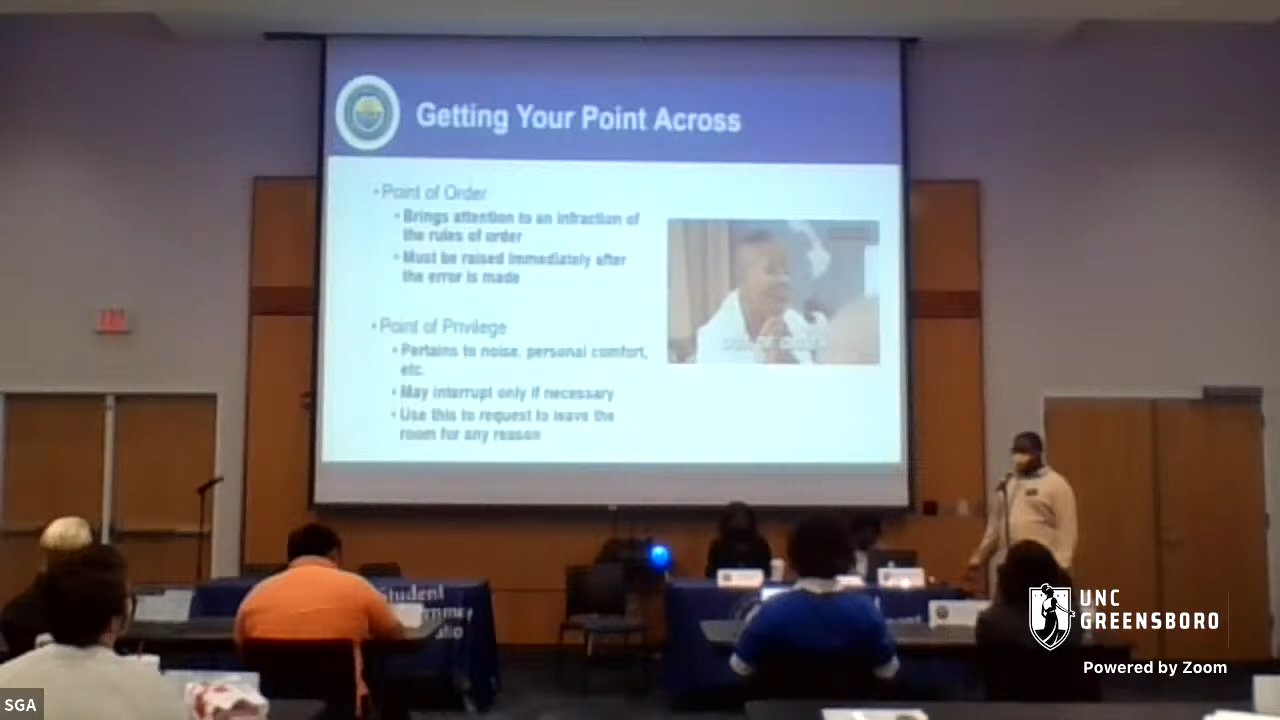 Getting Your Point Across
• Point of Order
• Brings attention to an infraction of
the rules of order
• Must be raised immediately after
the error is made
• Point of Privilege
• Pertains to noise, personal comfort,
etc.
• May interrupt only if necessary
• Use this to request to leave the
room for any reason
Student
UNC
GREENSBORO
Powered by Zoom
SGA